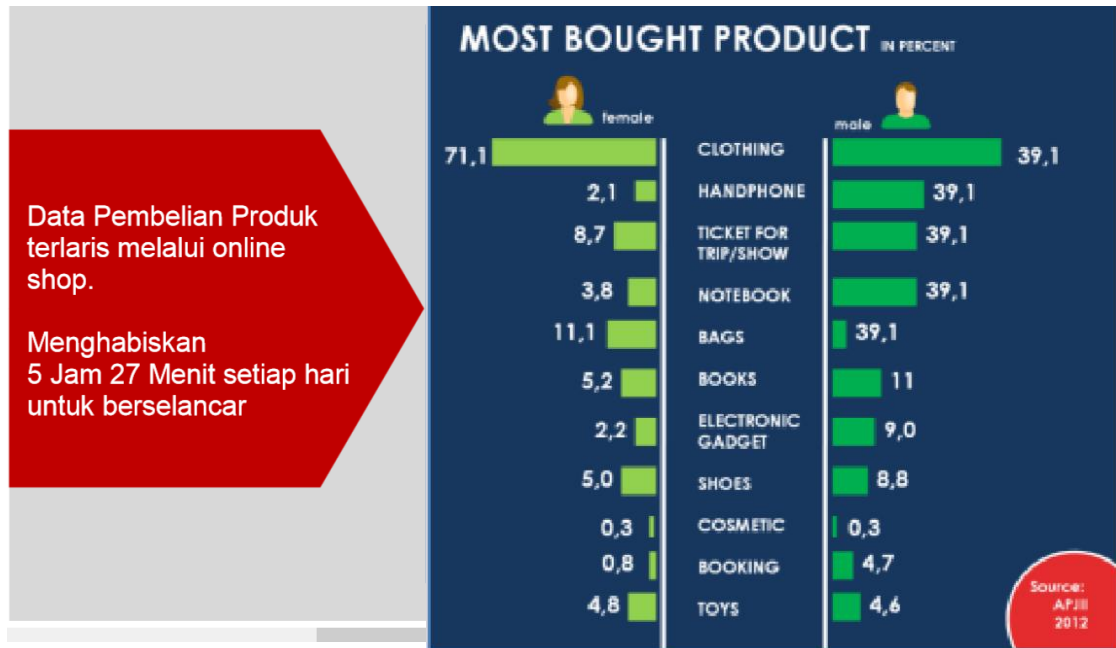 Data Pembelian Produk
terlaris melalui online
shop.
Menghabiskan
5 Jam 27 Menit setiap hari
untuk berselancar
MOST BOUGHT PRODUCT IN PERCENT
female
male
71,1 CLOTHING 39,1
2,1 HANDPHONE 39,1
8,7 TICKET FOR TRIP/SHOW 39,1
3,8 NOTEBOOK 39,1
11,1 BAGS 39,1
5,2 BOOKS 11
2,2 ELECTRONIC GADGET 9,0
5,0 SHOES 8,8
0,3 COSMETIC 0,3
0,8 BOOKING 4,7
4,8 TOYS 4,6
Source:
APJII
2012